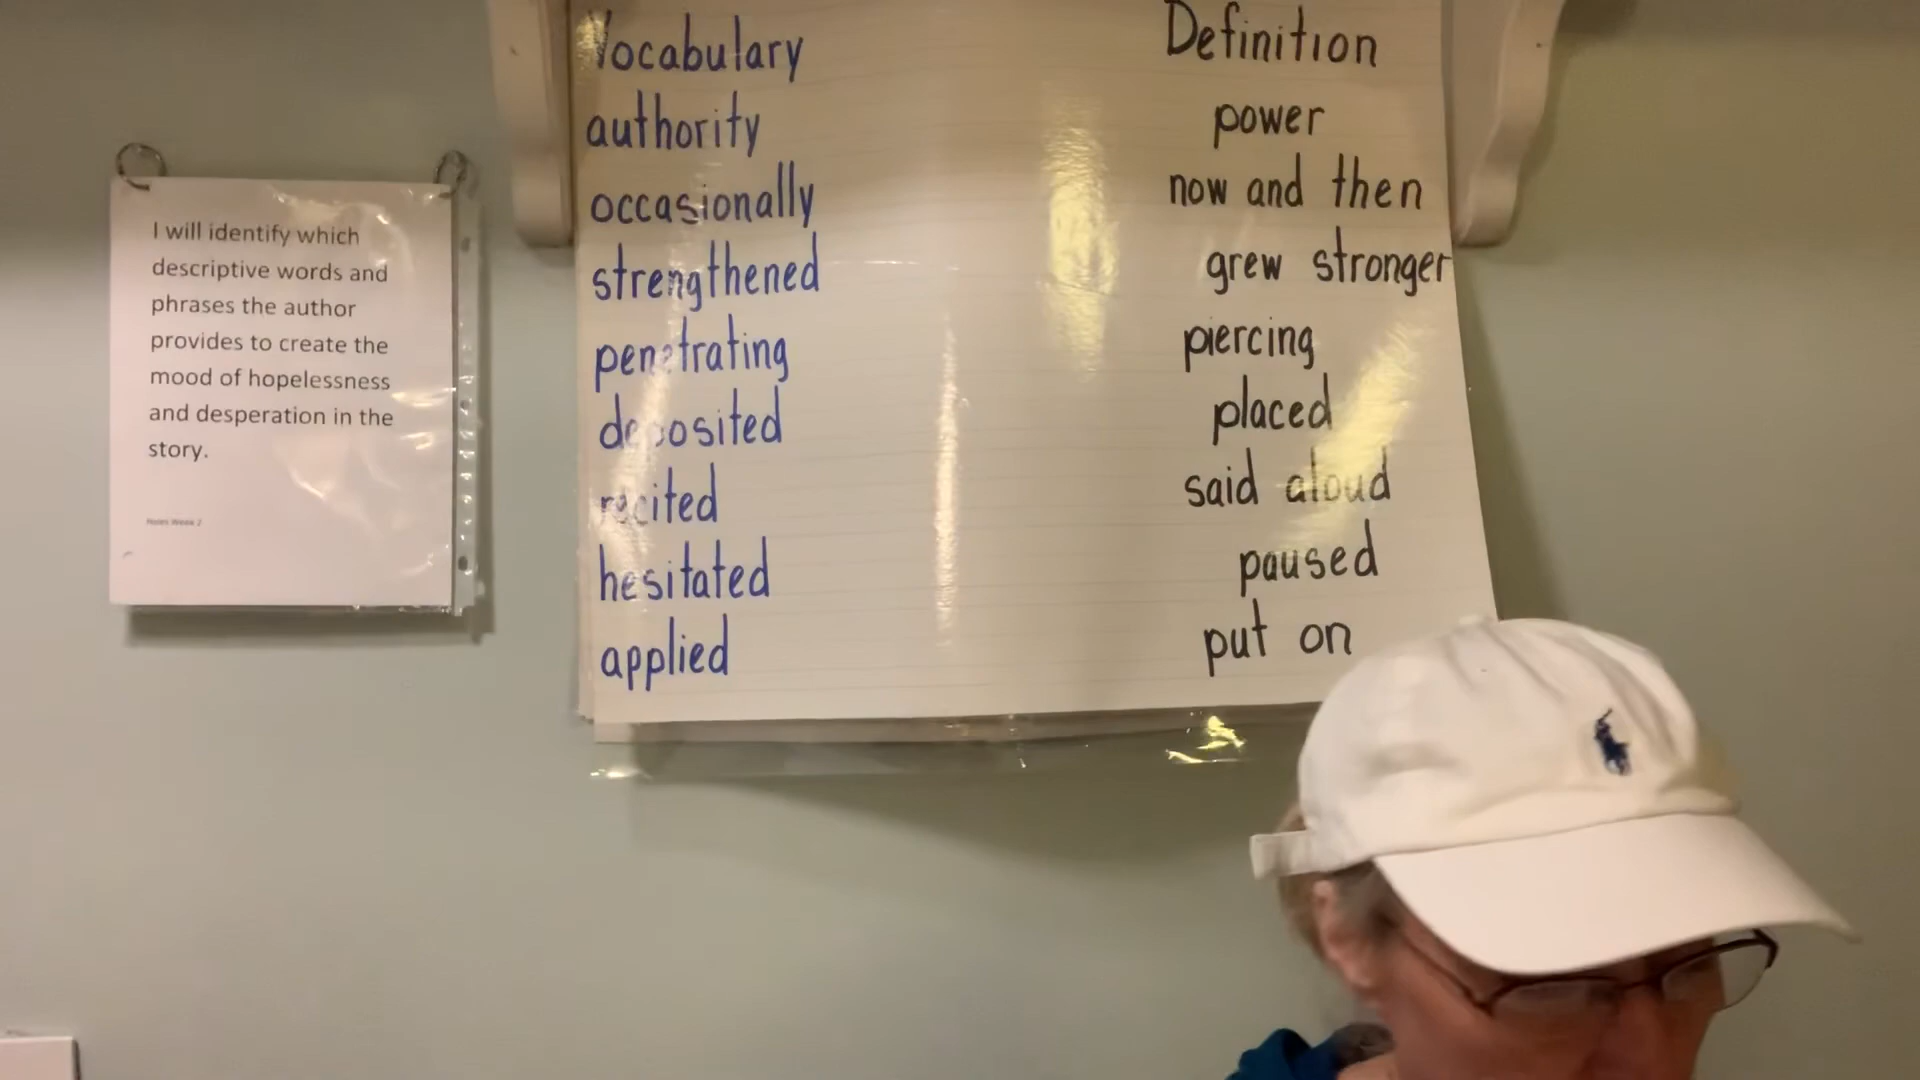 I will identify which
descriptive words and
phrases the author
provides to create the
mood of hopelessness
and desperation in the
story.
Week 2
Vocabulary Definition
authority power
occasionally now and then
strengthened grew stronger
penetrating piercing
deposited placed
recited said aloud
hesitated paused
applied put on